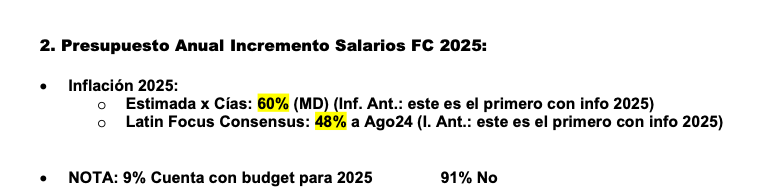 2. Presupuesto Anual Incremento Salarios FC 2025:
• Inflación 2025:
o Estimada x Cías: 60% (MD) (Inf. Ant.: este es el primero con info 2025)
o Latin Focus Consensus: 48% a Ago24 (I. Ant.: este es el primero con info 2025)
• NOTA: 9% Cuenta con budget para 2025 91% No